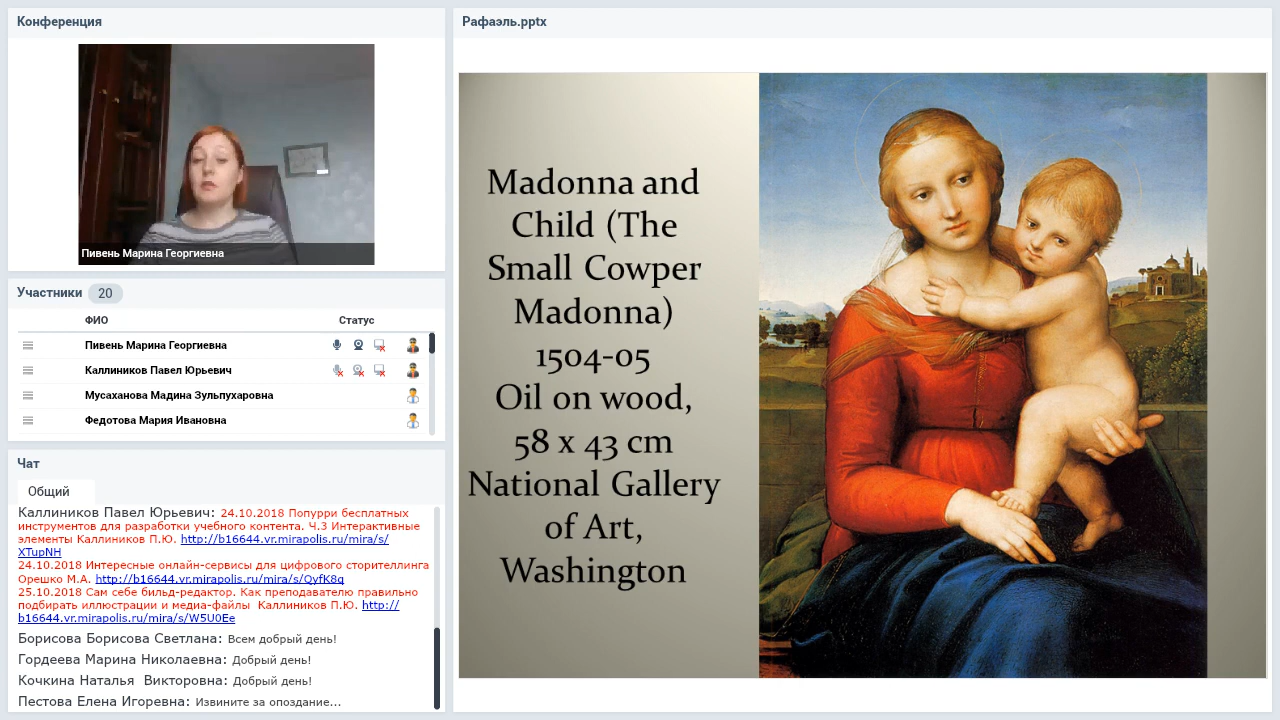 Конференция
Пивень Марина Георгиевна
Участники 20
ФИО Статус
Пивень Марина Георгиевна
Каллиников Павел Юрьевич
Мусаханова Мадина Зульпухаровна
Федотова Мария Ивановна
Чат
Общий
Каллиников Павел Юрьевич: 24.10.2018 Попурри бесплатных
инструментов для разработки учебного контента. Ч.3 Интерактивные
элементы Каллиников П.Ю. http://b16644.vr.mirapolis.ru/mira/s/
XTupNH
24.10.2018 Интересные онлайн-сервисы для цифрового сторителлинга
Орешко М.А. http://b16644.vr.mirapolis.ru/mira/s/QyfK8q
25.10.2018 Сам себе бильд-редактор. Как преподавателю правильно
подбирать иллюстрации и медиа-файлы  Каллиников П.Ю. http://
b16644.vr.mirapolis.ru/mira/s/W5U0Ee
Борисова Борисова Светлана: Всем добрый день!
Гордеева Марина Николаевна: Добрый день!
Кочкина Наталья  Викторовна: Добрый день!
Пестова Елена Игоревна: Извините за опоздание...
Рафаэль.pptx
Madonna and
Child (The
Small Cowper
Madonna)
1504-05
Oil on wood,
58 x 43 cm
National Gallery
of Art,
Washington